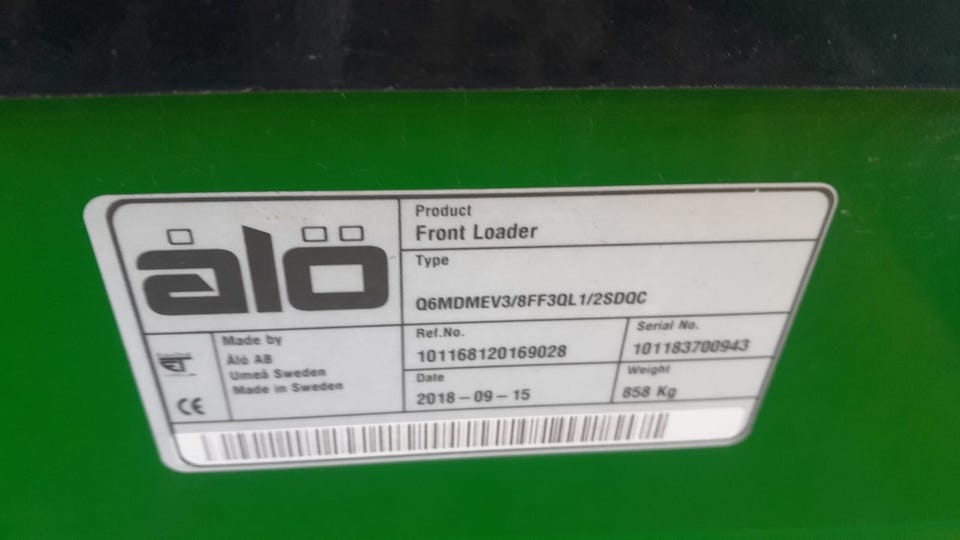 ålö
Product
Front Loader
Type
Q6MDMEV3/8FF3QL1/2SDQC
Made by
Ålö AB
Umeå Sweden
Made in Sweden
Ref.No.
101168120169028
Serial No.
101183700943
Date
2018-09-15
Weight
858 Kg
CE